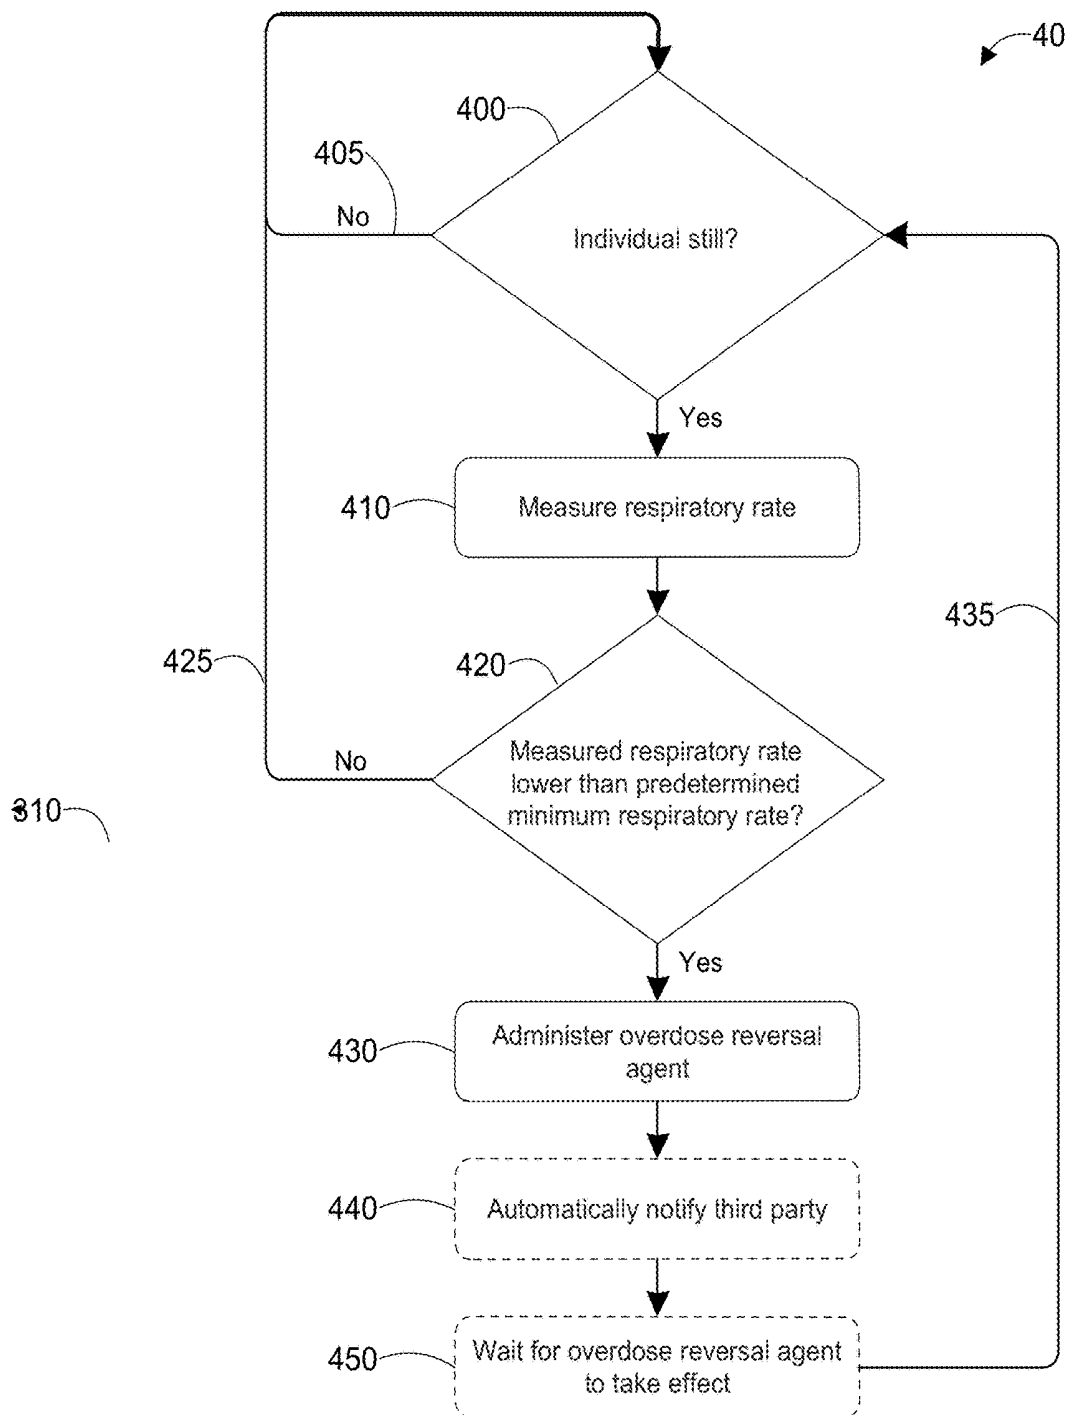 40
400
405
No
Individual still?
Yes
410
Measure respiratory rate
435
425
420
Measured respiratory rate
lower than predetermined
minimum respiratory rate?
No
310
Yes
430
Administer overdose reversal
agent
440
Automatically notify third party
450
Wait for overdose reversal agent
to take effect